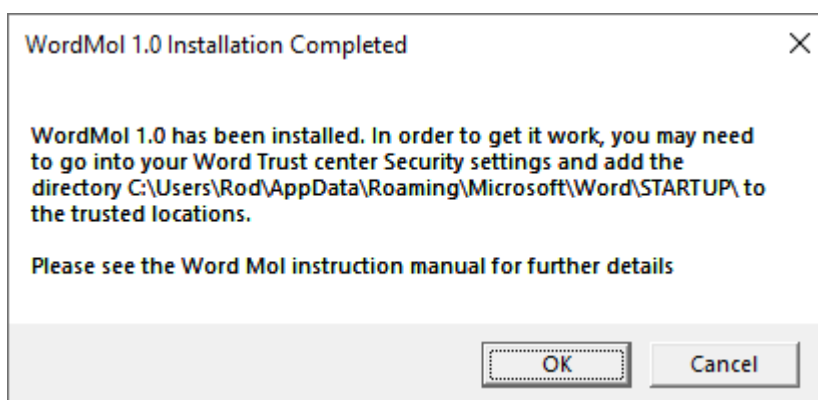 WordMol 1.0 Installation Completed
WordMol 1.0 has been installed. In order to get it work, you may need
to go into your Word Trust center Security settings and add the
directory C:\Users\Rod\AppData\Roaming\Microsoft\Word\STARTUP\ to
the trusted locations.
Please see the Word Mol instruction manual for further details
OK
Cancel